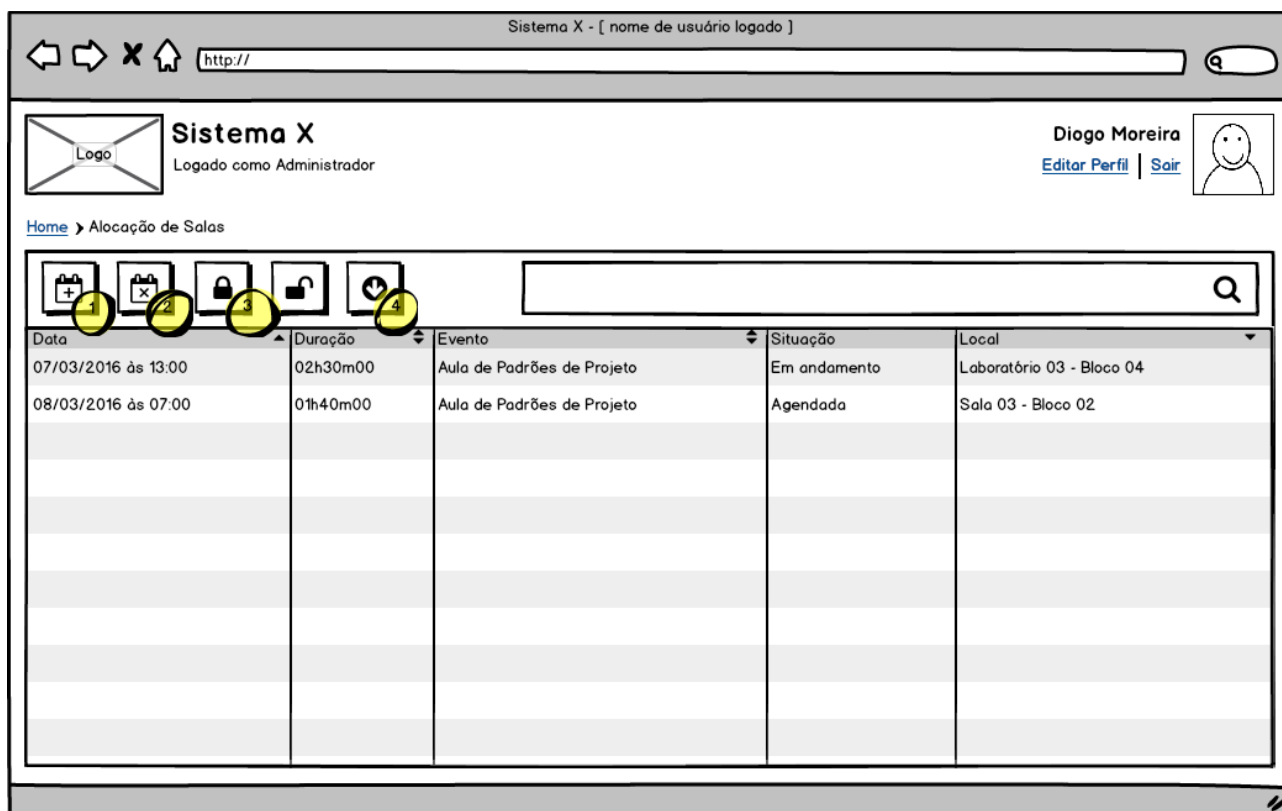 Sistema X - [ nome de usuário logado ]
http://
Logo
Sistema X
Logado como Administrador
Diogo Moreira
Editar Perfil | Sair
Home > Alocação de Salas
1 2 3 4
Data Duração Evento Situação Local
07/03/2016 às 13:00 02h30m00 Aula de Padrões de Projeto Em andamento Laboratório 03 - Bloco 04
08/03/2016 às 07:00 01h40m00 Aula de Padrões de Projeto Agendada Sala 03 - Bloco 02